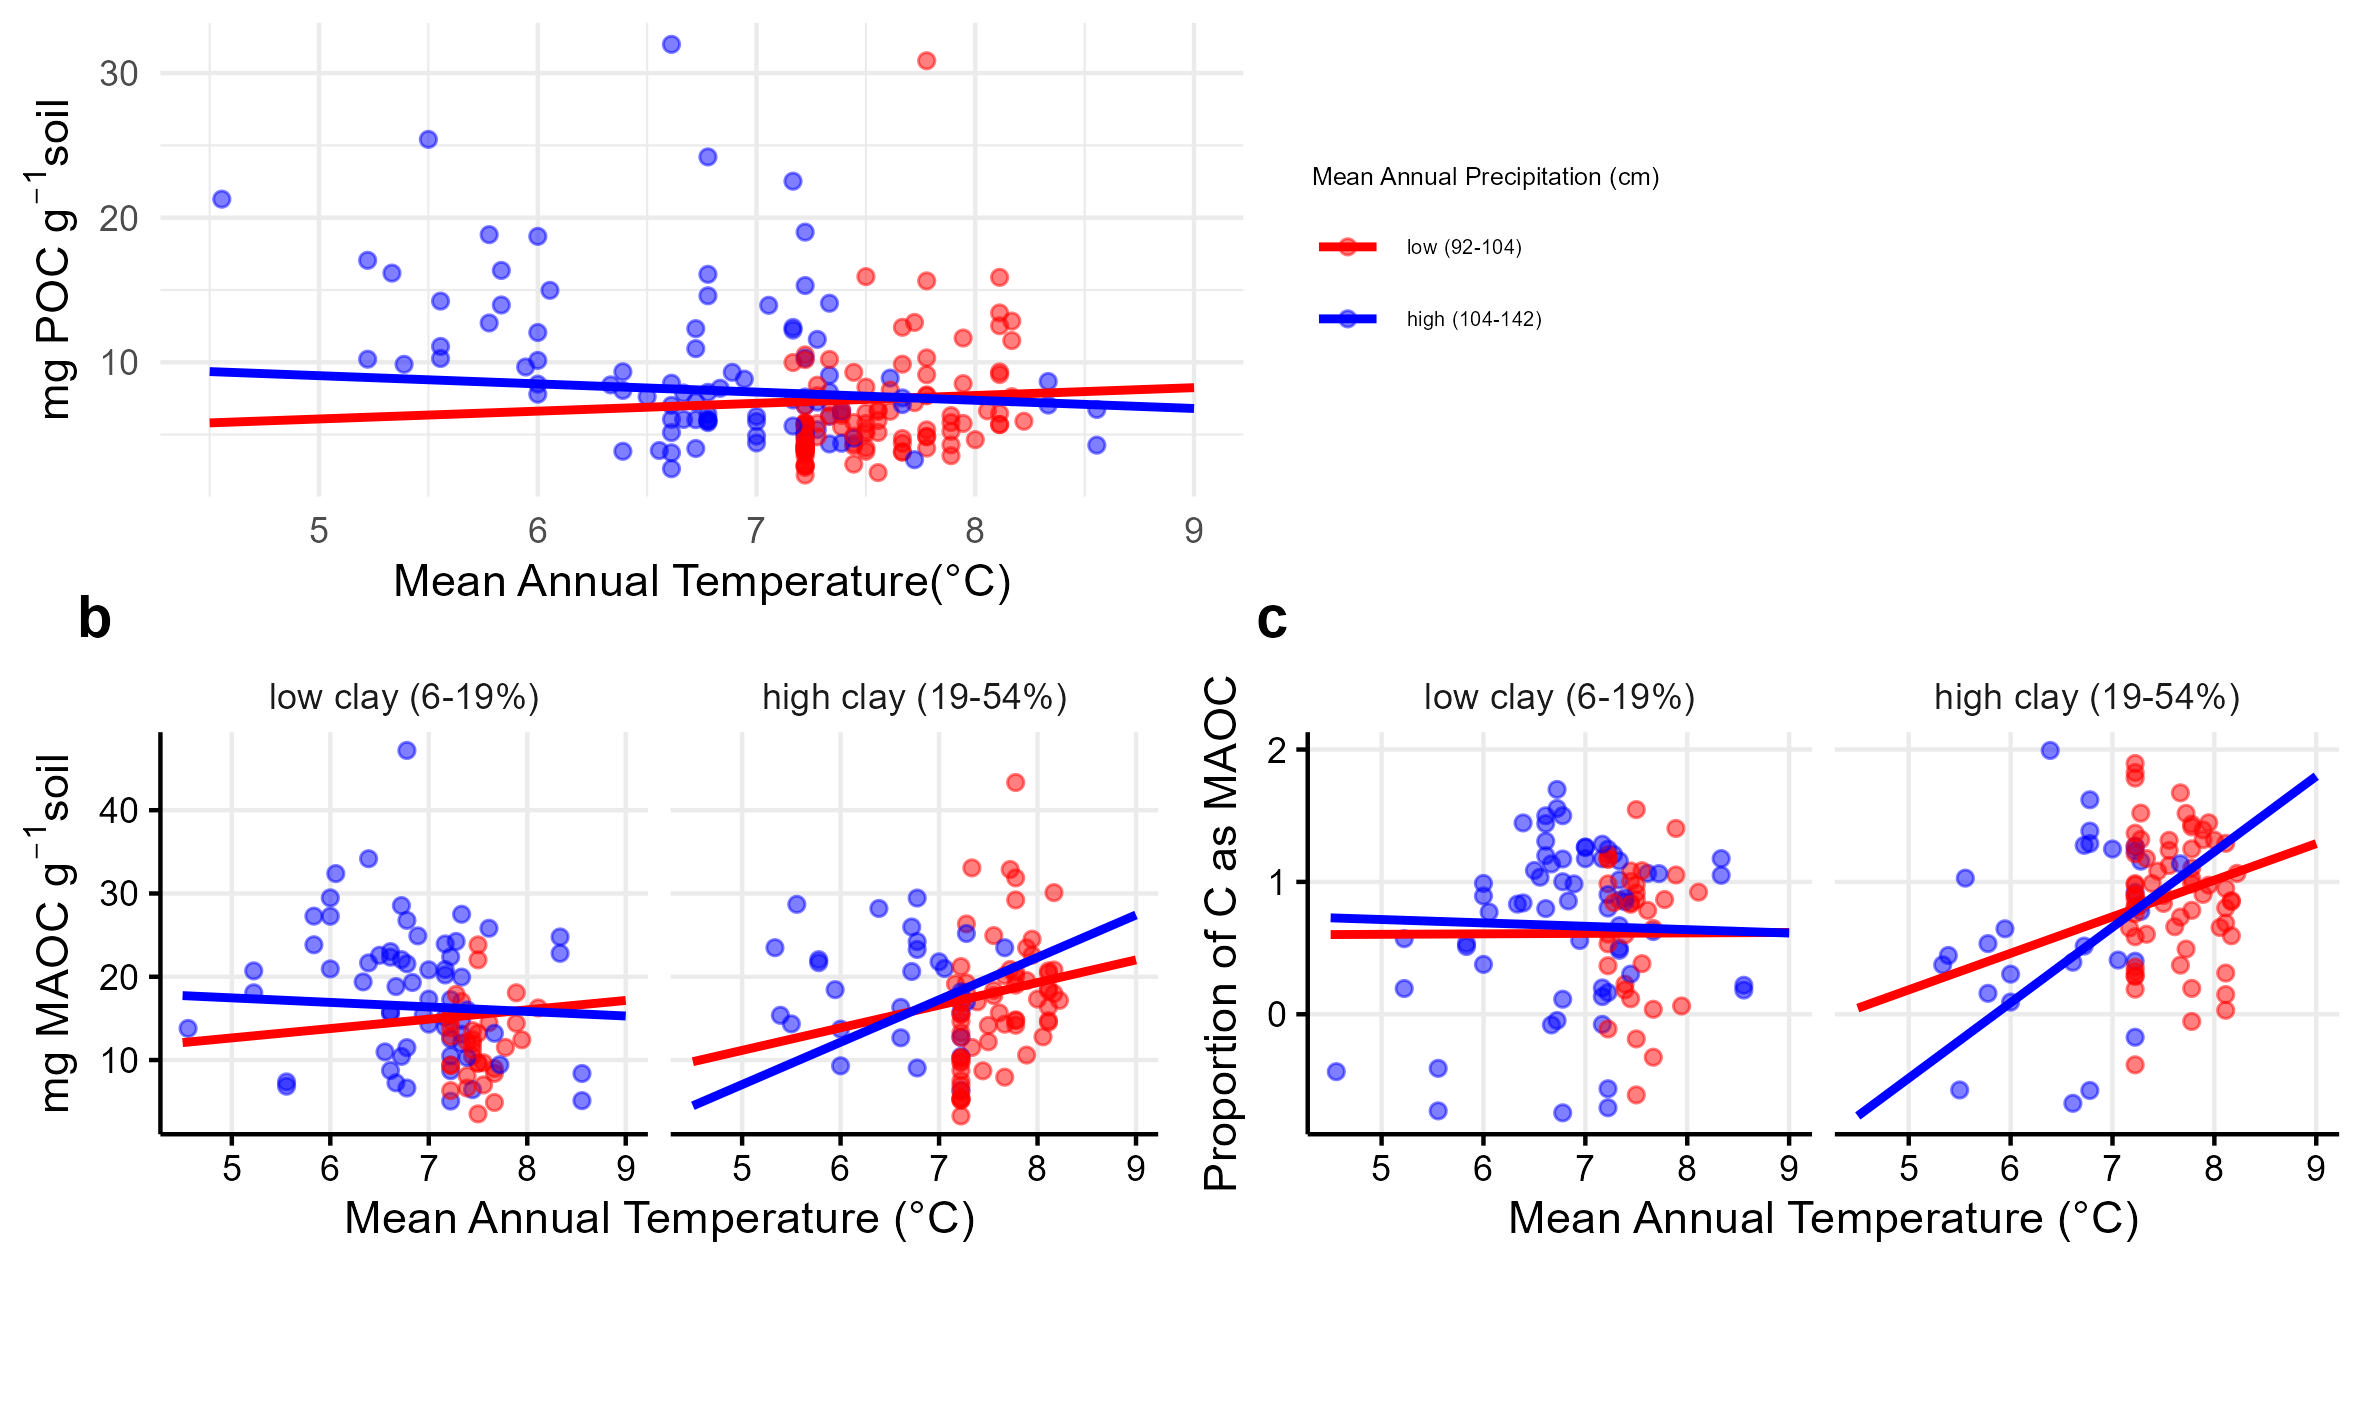 30
20
10
mg POC g⁻¹soil
5 6 7 8 9
Mean Annual Temperature(°C)
Mean Annual Precipitation (cm)
low (92-104)
high (104-142)
b
low clay (6-19%) high clay (19-54%)
40
30
20
10
mg MAOC g⁻¹soil
5 6 7 8 9 5 6 7 8 9
Mean Annual Temperature (°C)
c
low clay (6-19%) high clay (19-54%)
2
1
0
Proportion of C as MAOC
5 6 7 8 9 5 6 7 8 9
Mean Annual Temperature (°C)